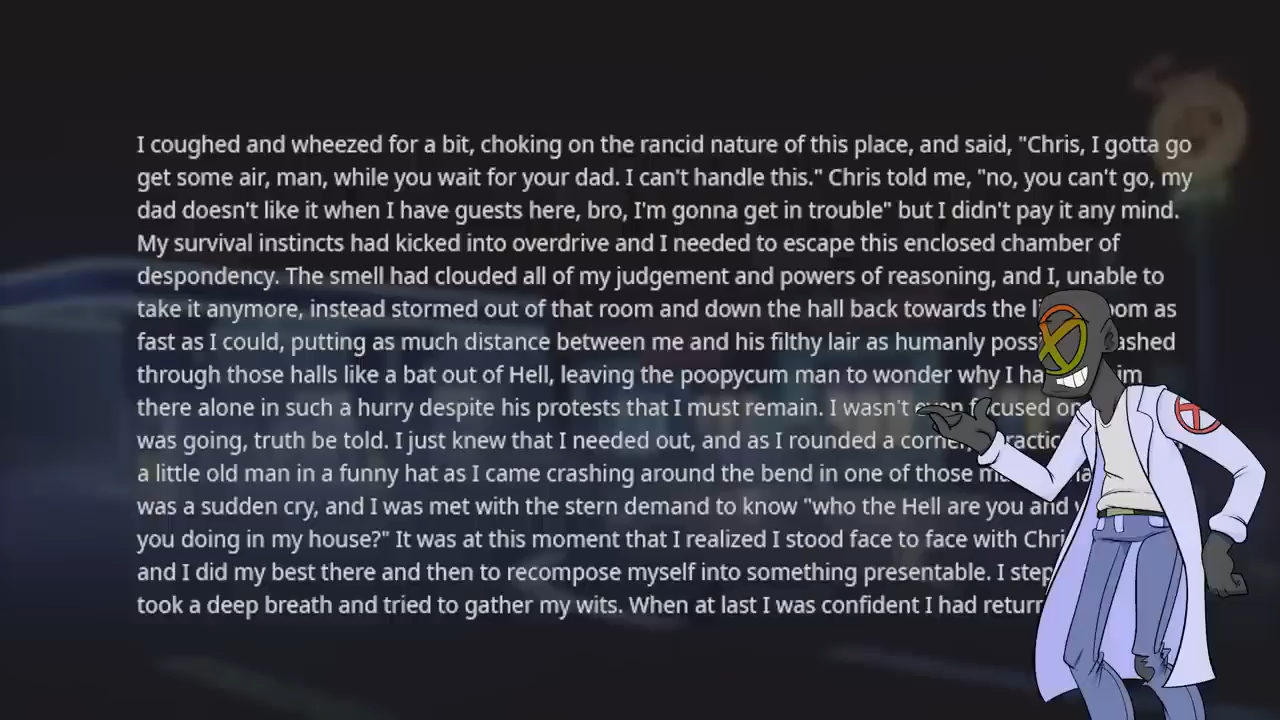 I coughed and wheezed for a bit, choking on the rancid nature of this place, and said, "Chris, I gotta go
get some air, man, while you wait for your dad. I can't handle this." Chris told me, "no, you can't go, my
dad doesn't like it when I have guests here, bro, I'm gonna get in trouble" but I didn't pay it any mind.
My survival instincts had kicked into overdrive and I needed to escape this enclosed chamber of
despondency. The smell had clouded all of my judgement and powers of reasoning, and I, unable to
take it anymore, instead stormed out of that room and down the hall back towards the as
fast as I could, putting as much distance between me and his filthy lair as humanly
through those halls like a bat out of Hell, leaving the poopycum man to wonder why I
there alone in such a hurry despite his protests that I must remain. I wasn't
was going, truth be told. I just knew that I needed out, and as I rounded a
a little old man in a funny hat as I came crashing around the bend in one of those
was a sudden cry, and I was met with the stern demand to know "who the Hell are you and
you doing in my house?" It was at this moment that I realized I stood face to face with
and I did my best there and then to recompose myself into something presentable. I
took a deep breath and tried to gather my wits. When at last I was confident I had